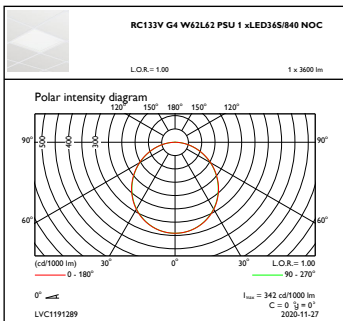 RC133V G4 W62L62 PSU 1 xLED36S/840 NOC
L.O.R.= 1.00 1 x 3600 lm
Polar intensity diagram
120° 150° 180° 150° 120°
90° 500 400 300 90°
60° 60°
(cd/1000 lm) 30° 0° 30° L.O.R.= 1.00
0 - 180° 90 - 270°
0° Imax = 342 cd/1000 lm
C = 0 °g = 0°
LVC1191289 2020-11-27